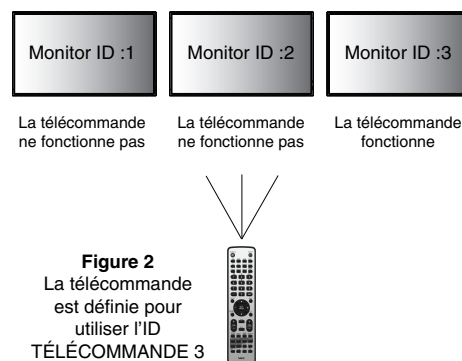 Monitor ID :1
Monitor ID :2
Monitor ID :3
La télécommande
ne fonctionne pas
La télécommande
ne fonctionne pas
La télécommande
fonctionne
Figure 2
La télécommande
est définie pour
utiliser l’ID
TÉLÉCOMMANDE 3